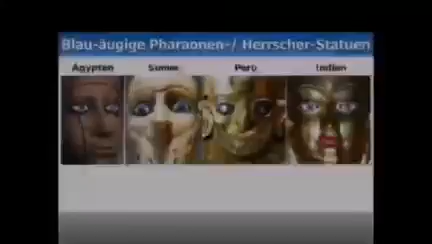 Blau-äugige Pharaonen-/ Herrscher-Statuen
Ägypten Sumer Peru Indien